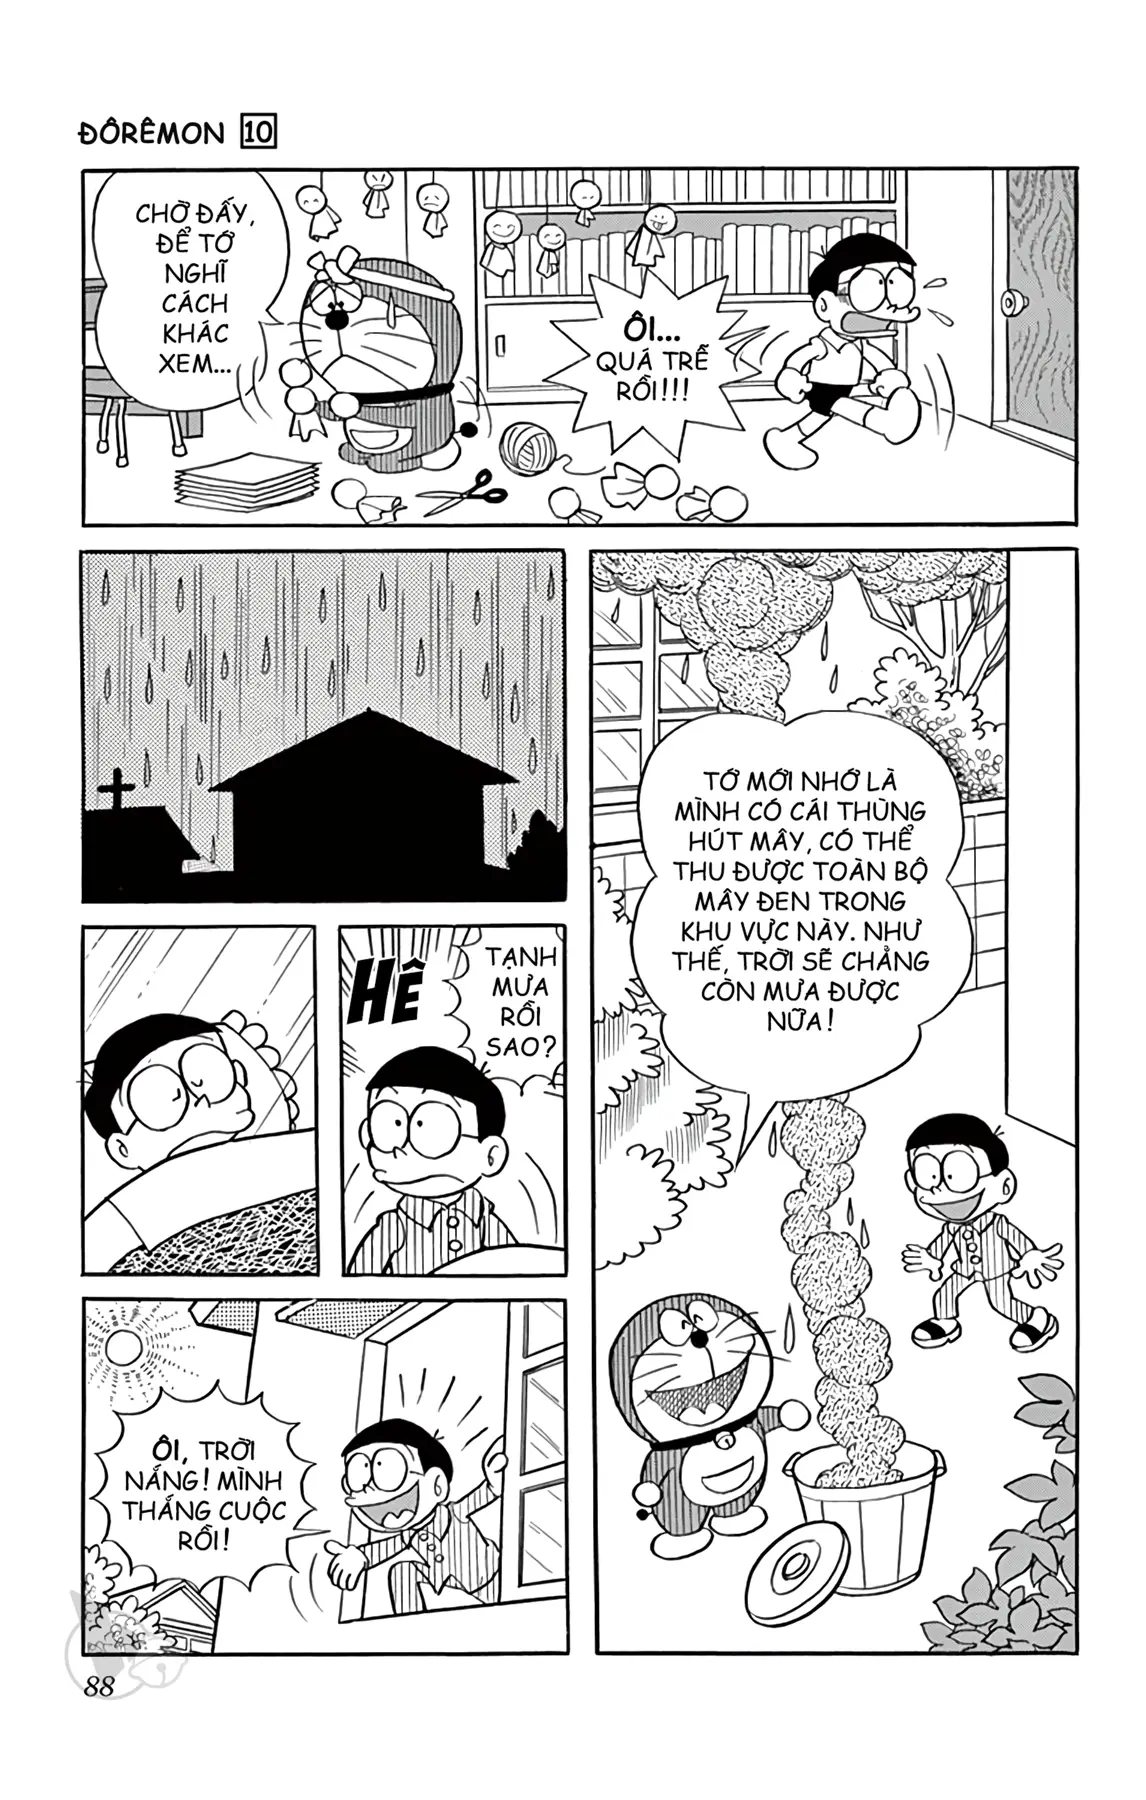 ĐÔRÊMON 10
CHỜ ĐẤY,
ĐỂ TỚ
NGHĨ
CÁCH
KHÁC
XEM...
ÔI...
QUÁ TRỄ
RỒI!!!
TỚ MỚI NHỚ LÀ
MÌNH CÓ CÁI THÙNG
HÚT MÂY, CÓ THỂ
THU ĐƯỢC TOÀN BỘ
MÂY ĐEN TRONG
KHU VỰC NÀY. NHƯ
THẾ, TRỜI SẼ CHẲNG
CÒN MƯA ĐƯỢC
NỮA!
HÊ
TẠNH
MƯA
RỒI
SAO?
ÔI, TRỜI
NẮNG! MÌNH
THẮNG CUỘC
RỒI!
88